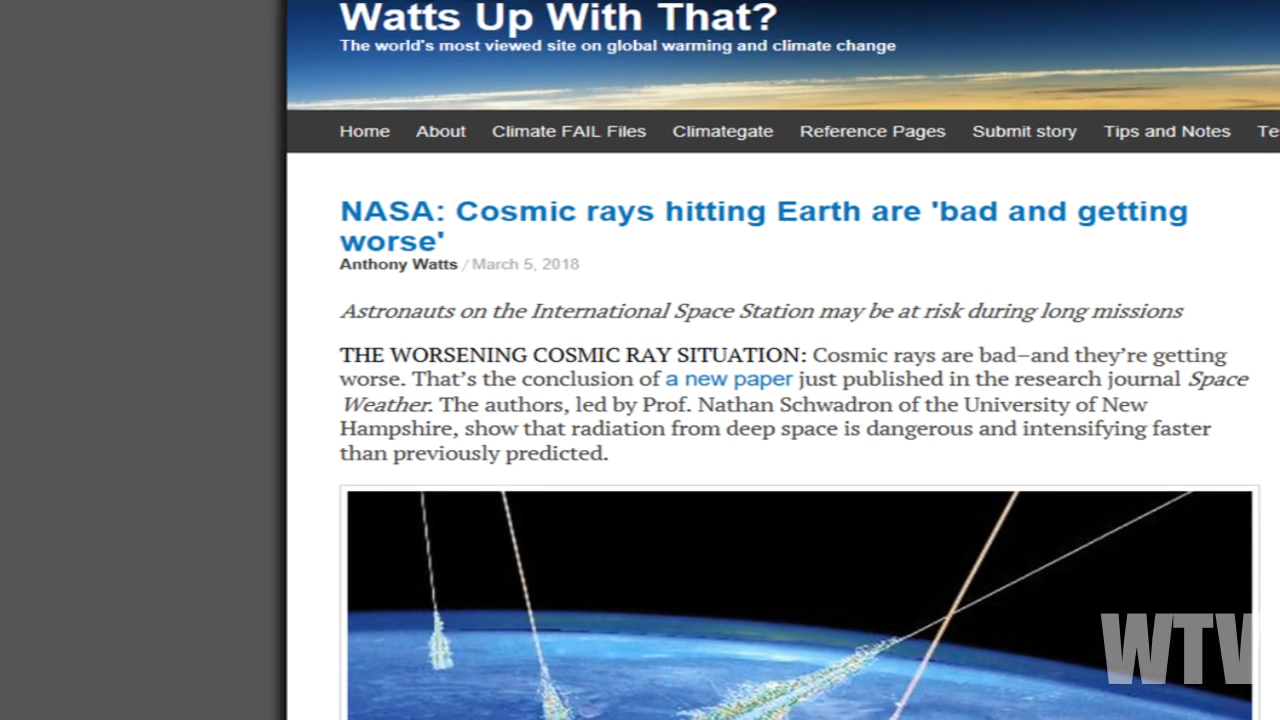 Watts Up With That?
The world's most viewed site on global warming and climate change
Home About Climate FAIL Files Climategate Reference Pages Submit story Tips and Notes Te
NASA: Cosmic rays hitting Earth are 'bad and getting
worse'
Anthony Watts / March 5, 2018
Astronauts on the International Space Station may be at risk during long missions
THE WORSENING COSMIC RAY SITUATION: Cosmic rays are bad–and they're getting
worse. That's the conclusion of a new paper just published in the research journal Space
Weather. The authors, led by Prof. Nathan Schwadron of the University of New
Hampshire, show that radiation from deep space is dangerous and intensifying faster
than previously predicted.
WTV